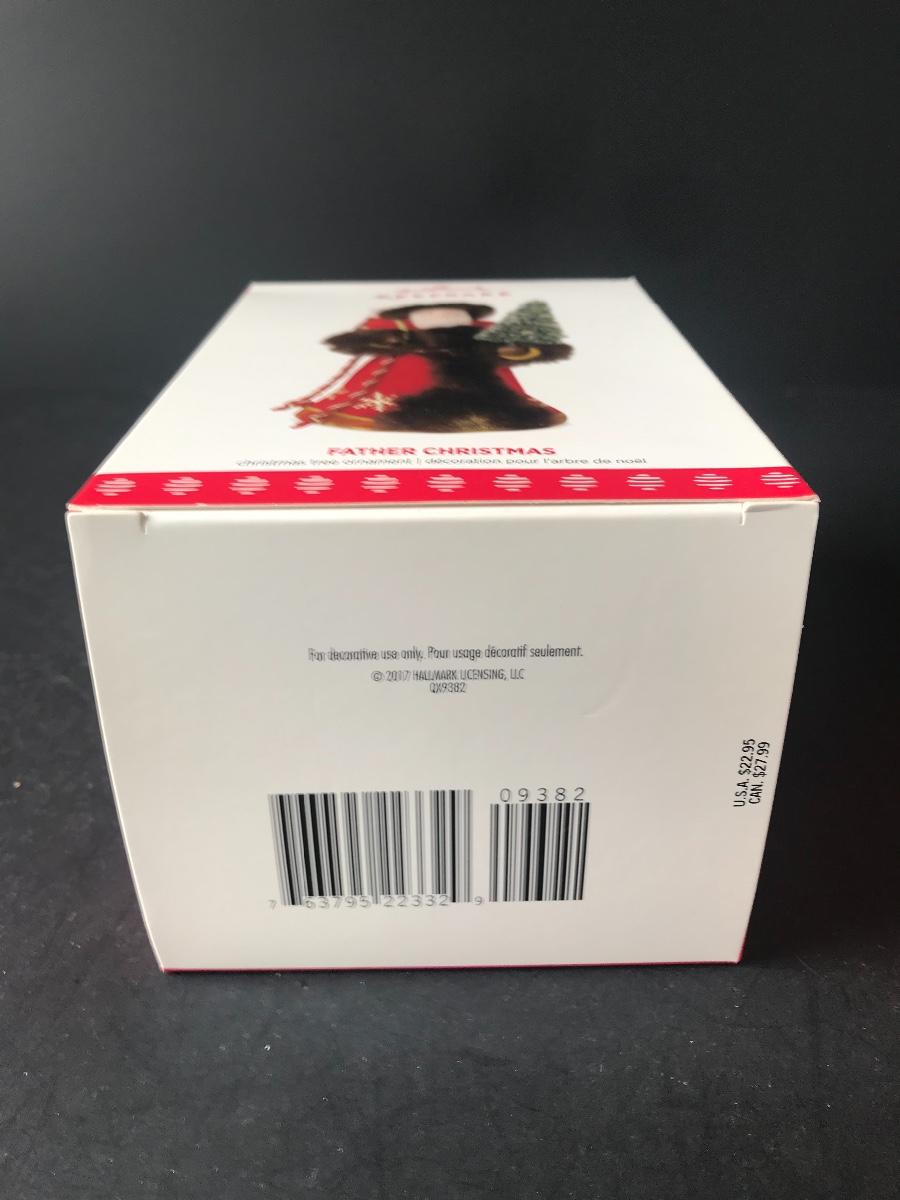 KEEPSAKE
FATHER CHRISTMAS
christmas tree ornament | décoration pour l'arbre de noël
For decorative use only. Pour usage décoratif seulement.
© 2017 HALLMARK LICENSING, LLC
QX9382
U.S.A. $22.95
CAN. $27.99
09382
7 63795 22332 9